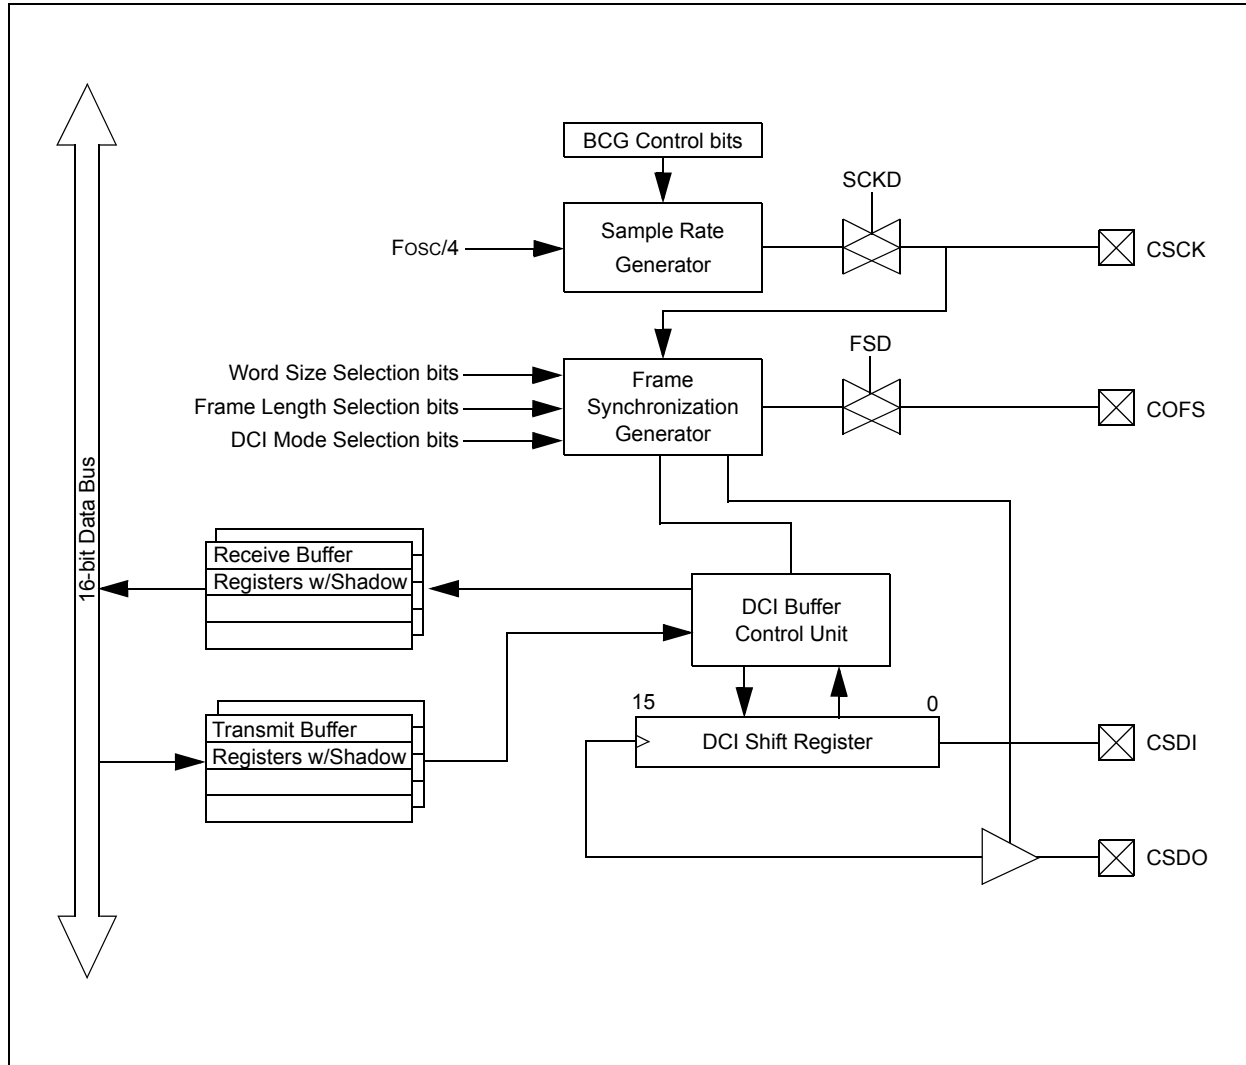 BCG Control bits
SCKD
Sample Rate
Generator
FOSC/4
CSCK
FSD
Word Size Selection bits
Frame Length Selection bits
DCI Mode Selection bits
Frame
Synchronization
Generator
COFS
16-bit Data Bus
Receive Buffer
Registers w/Shadow
DCI Buffer
Control Unit
Transmit Buffer
Registers w/Shadow
15
0
DCI Shift Register
CSDI
CSDO